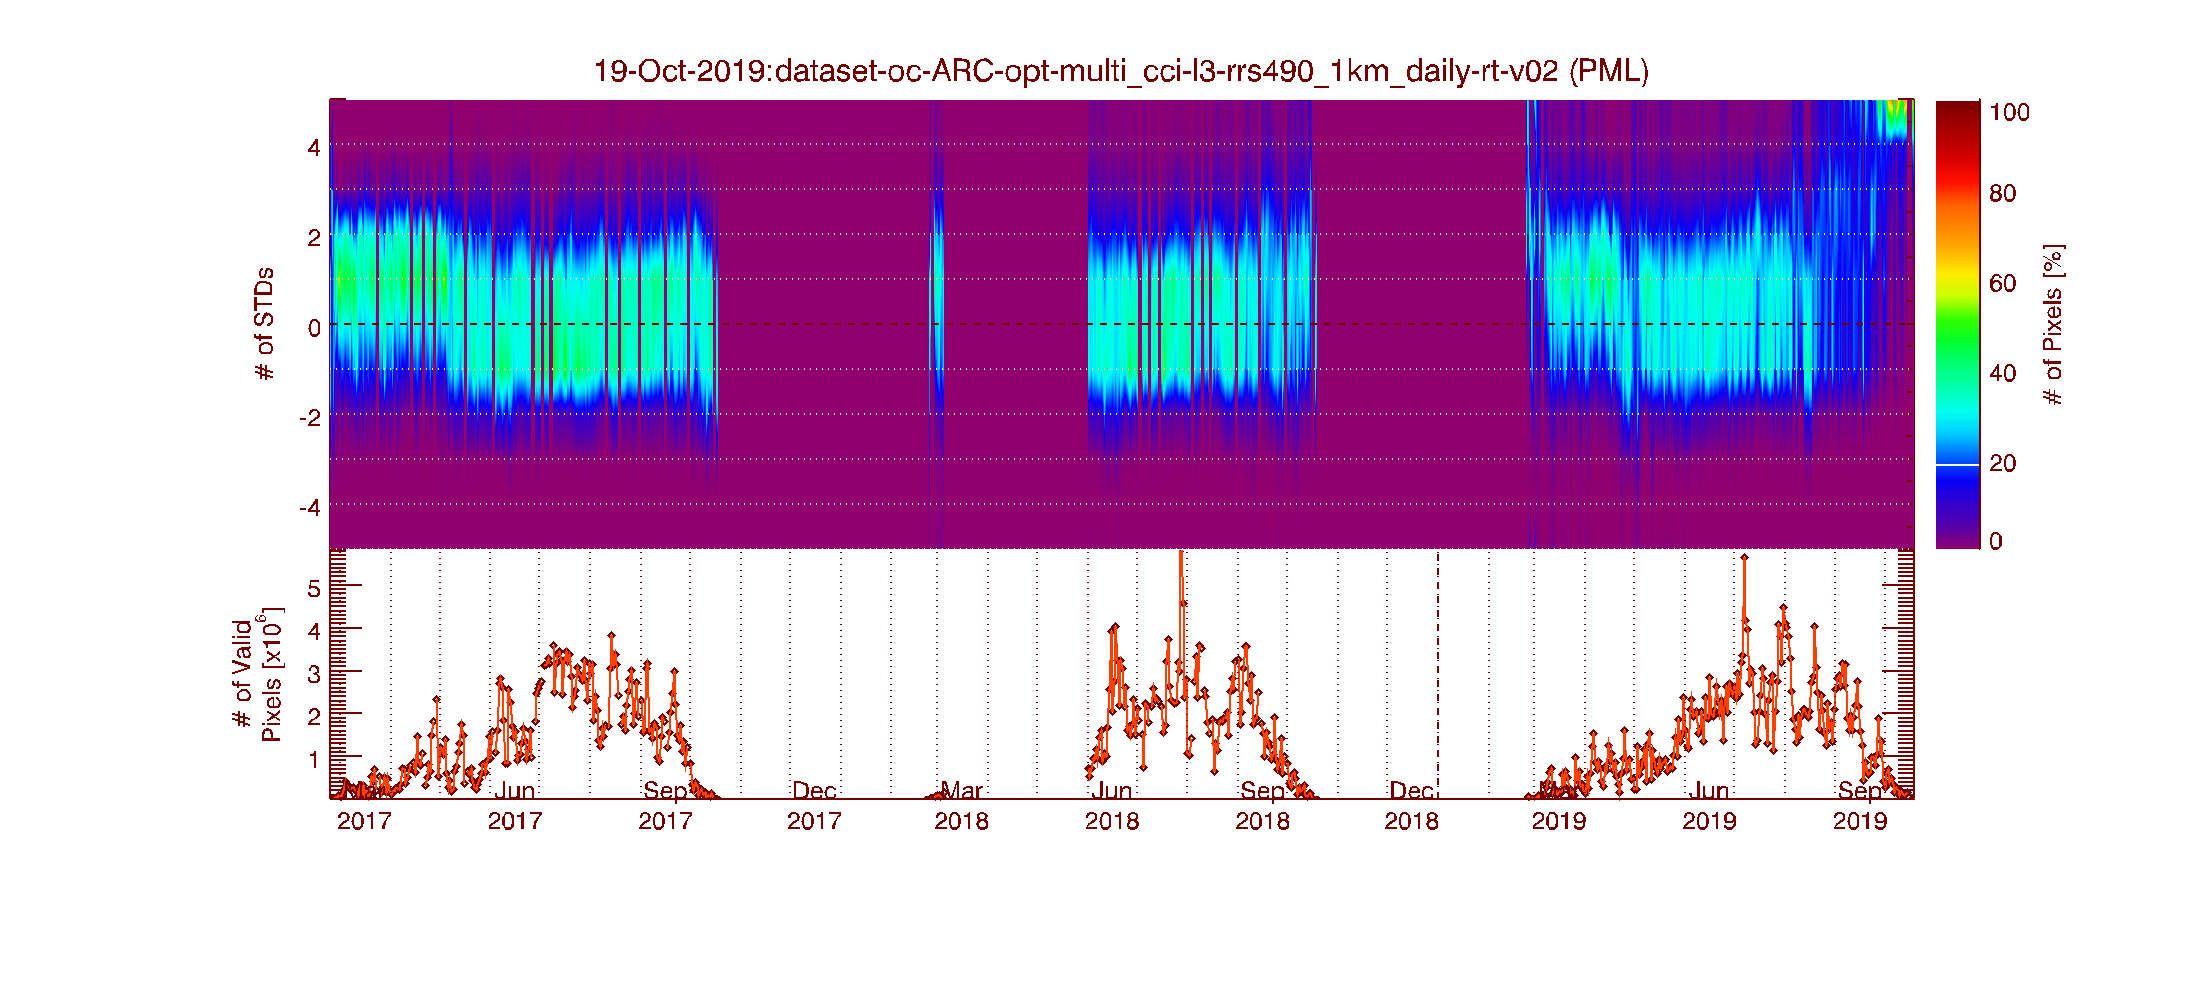 19-Oct-2019:dataset-oc-ARC-opt-multi_cci-l3-rrs490_1km_daily-rt-v02 (PML)
4
2
0
-2
-4
# of STDs
100
80
60
40
20
0
# of Pixels [%]
5
4
3
2
1
# of Valid
Pixels [x10⁶]
Jun Sep Dec Mar Jun Sep Dec Jun Sep
2017 2017 2017 2017 2018 2018 2018 2018 2019 2019 2019